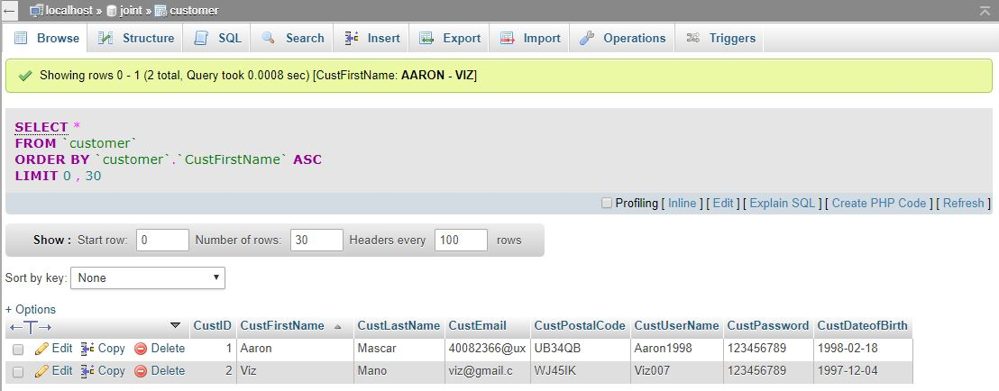 localhost » joint » customer
Browse Structure SQL Search Insert Export Import Operations Triggers
Showing rows 0 - 1 (2 total, Query took 0.0008 sec) [CustFirstName: AARON - VIZ]
SELECT *
FROM `customer`
ORDER BY `customer`.`CustFirstName` ASC
LIMIT 0 , 30
Profiling [ Inline ] [ Edit ] [ Explain SQL ] [ Create PHP Code ] [ Refresh ]
Show : Start row: 0 Number of rows: 30 Headers every 100 rows
Sort by key: None
+ Options
CustID CustFirstName CustLastName CustEmail CustPostalCode CustUserName CustPassword CustDateofBirth
Edit Copy Delete 1 Aaron Mascar 40082366@ux UB34QB Aaron1998 123456789 1998-02-18
Edit Copy Delete 2 Viz Mano viz@gmail.c WJ45IK Viz007 123456789 1997-12-04